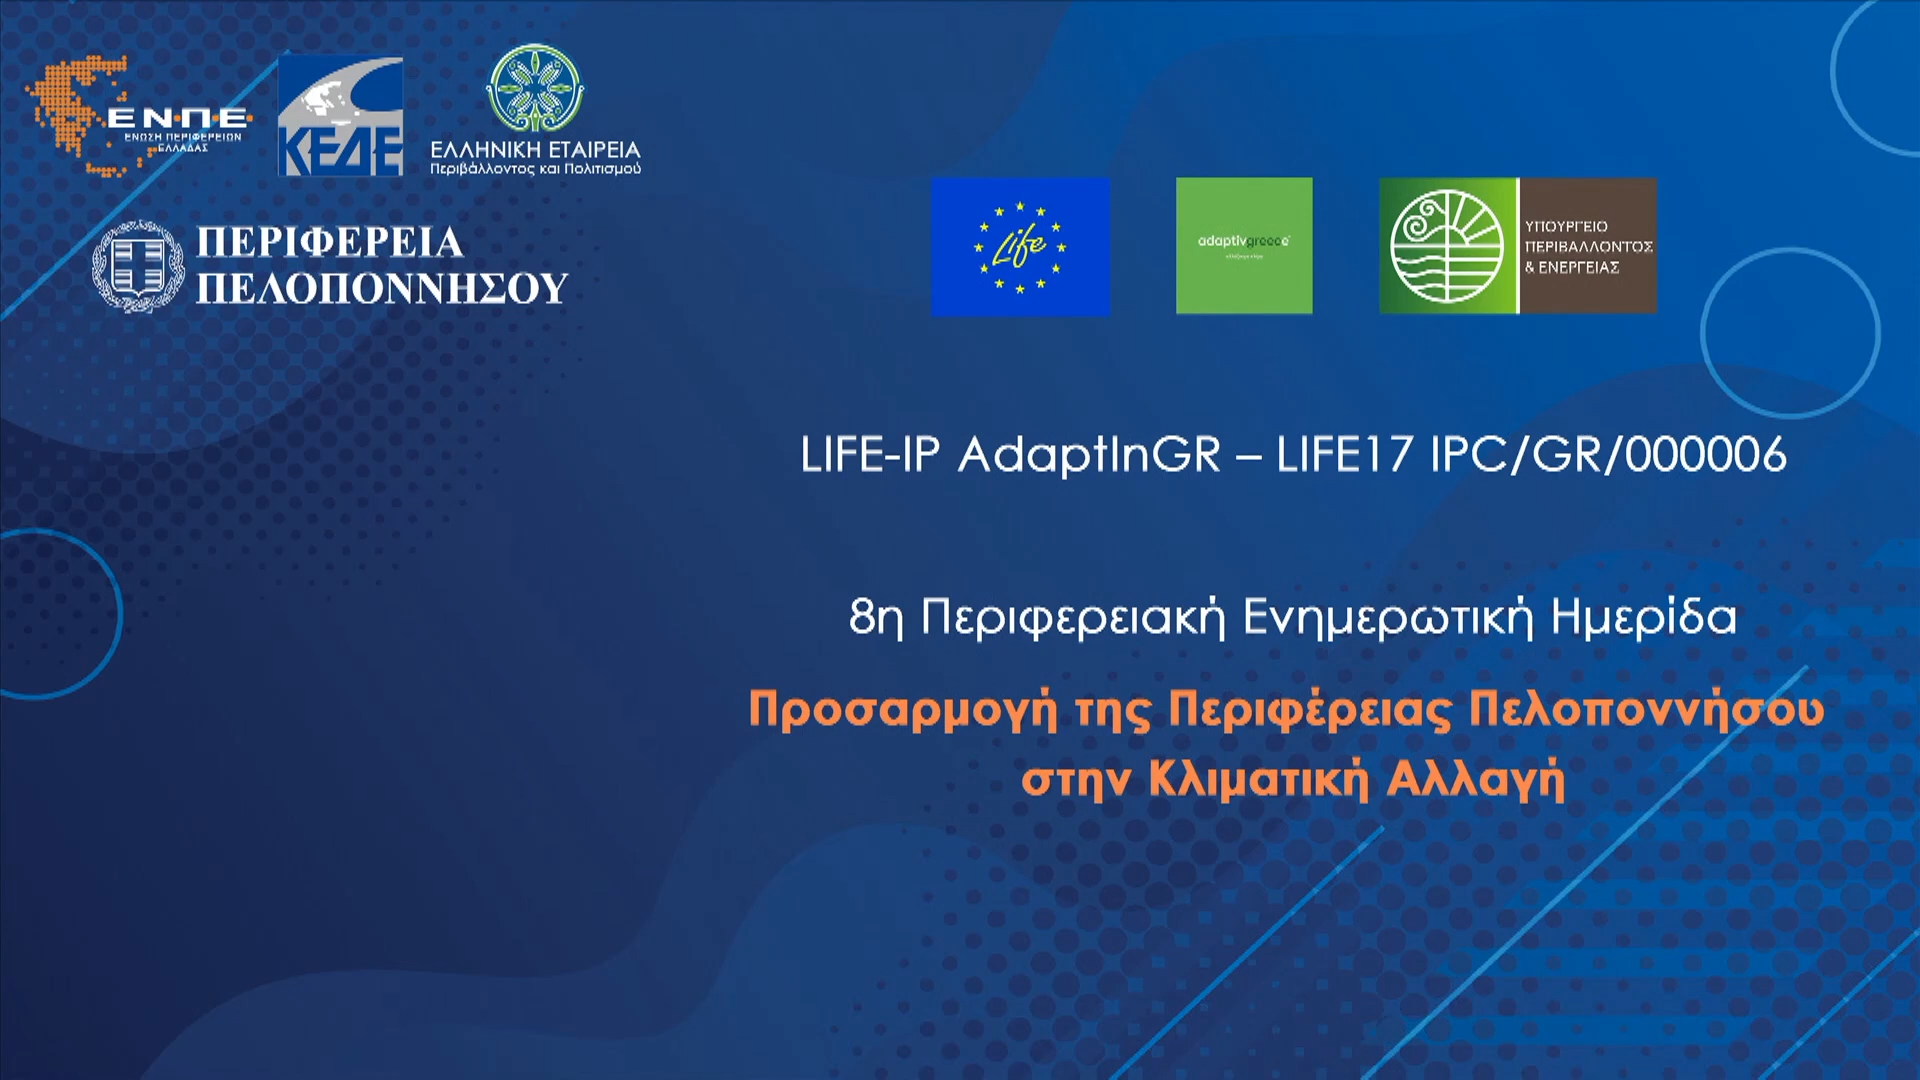 ΕΝΠΕ
ΕΝΩΣΗ ΠΕΡΙΦΕΡΕΙΩΝ
ΕΛΛΑΔΑΣ
ΚΕΔΕ
ΕΛΛΗΝΙΚΗ ΕΤΑΙΡΕΙΑ
Περιβάλλοντος και Πολιτισμού
ΠΕΡΙΦΕΡΕΙΑ
ΠΕΛΟΠΟΝΝΗΣΟΥ
Life
adaptivgreece
ΥΠΟΥΡΓΕΙΟ
ΠΕΡΙΒΑΛΛΟΝΤΟΣ
& ΕΝΕΡΓΕΙΑΣ
LIFE-IP AdaptInGR – LIFE17 IPC/GR/000006
8η Περιφερειακή Ενημερωτική Ημερίδα
Προσαρμογή της Περιφέρειας Πελοποννήσου
στην Κλιματική Αλλαγή